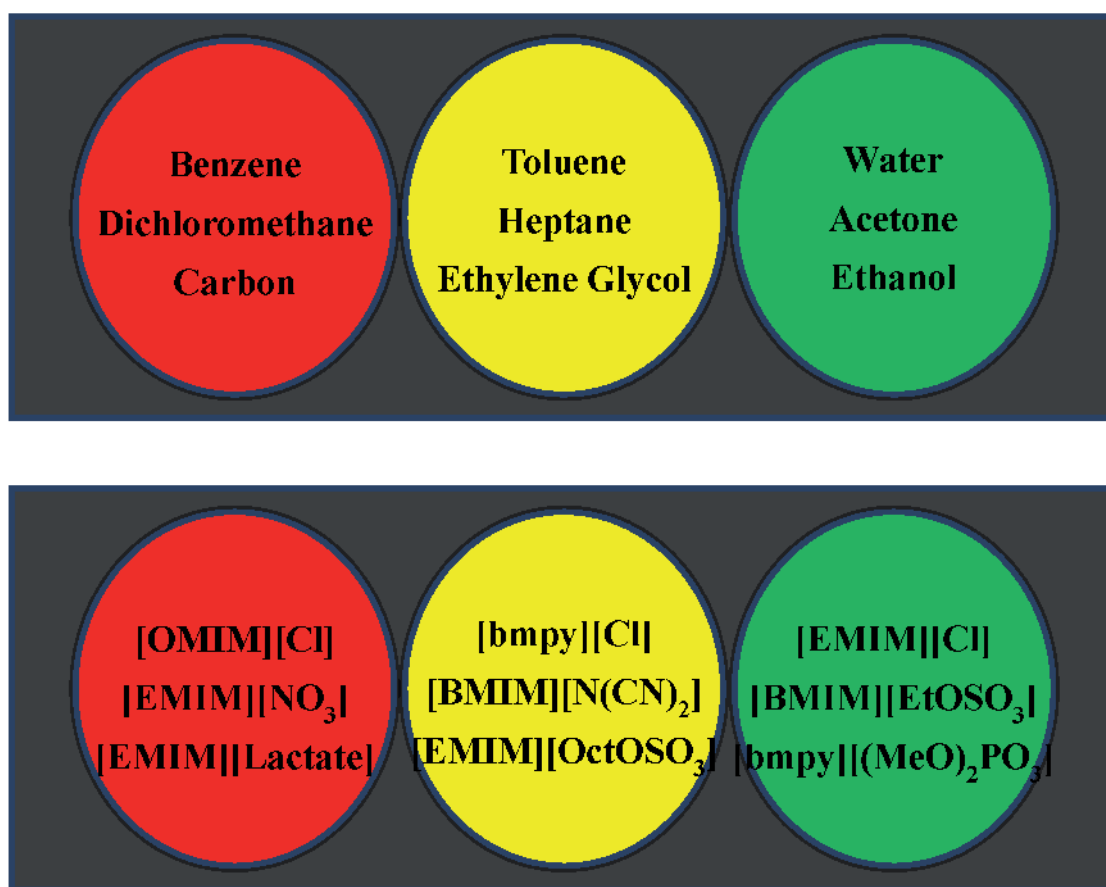 Benzene
Dichloromethane
Carbon
Toluene
Heptane
Ethylene Glycol
Water
Acetone
Ethanol
[OMIM][Cl]
[EMIM][NO₃]
[EMIM][Lactate]
[bmpy][Cl]
[BMIM][N(CN)₂]
[EMIM][OctOSO₃]
[EMIM][Cl]
[BMIM][EtOSO₃]
[bmpy][(MeO)₂PO₃]